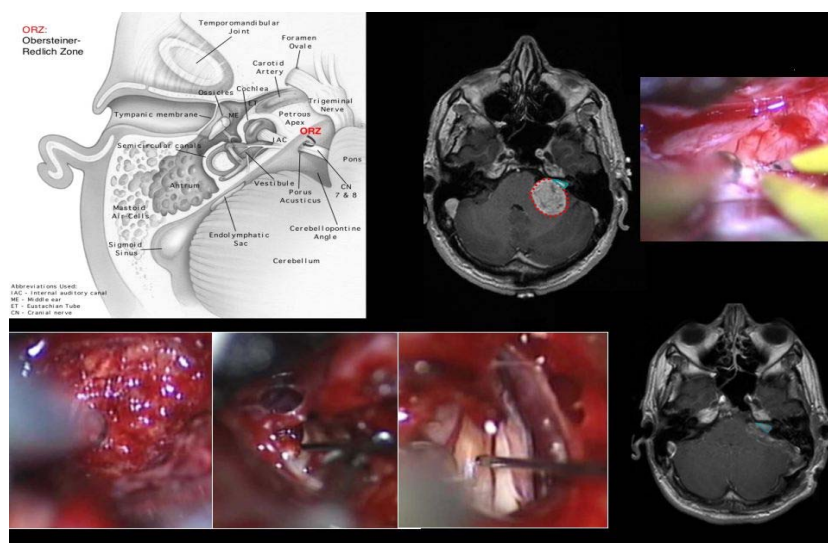 ORZ:
Obersteiner-
Redlich Zone
Temporomandibular
Joint
Foramen
Ovale
Carotid
Artery
Ossicles
Cochlea
ET
Trigeminal
Nerve
Tympanic membrane
ME
Petrous
Apex
ORZ
IAC
Semicircular canals
Pons
Antrum
Vestibule
Porus
Acusticus
CN
7 & 8
Mastoid
Air Cells
Endolymphatic
Sac
Cerebellopontine
Angle
Sigmoid
Sinus
Cerebellum
Abbreviations Used:
IAC - Internal auditory canal
ME - Middle ear
ET - Eustachian Tube
CN - Cranial nerve